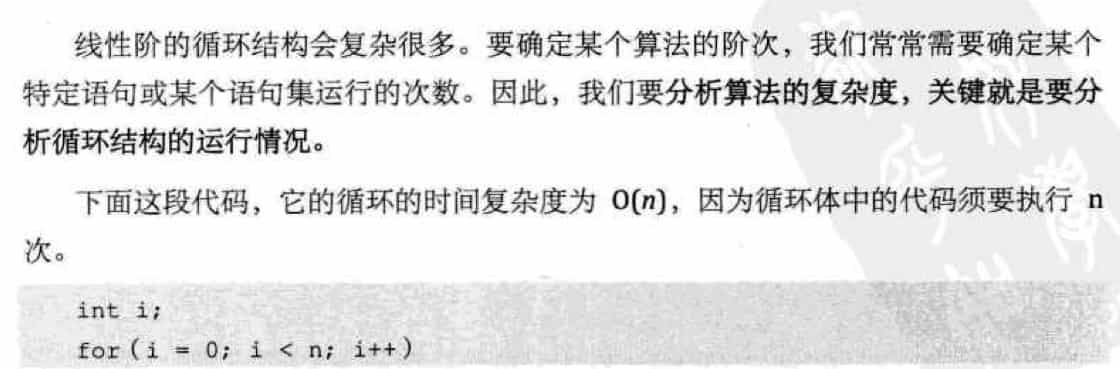 线性阶的循环结构会复杂很多。要确定某个算法的阶次，我们常常需要确定某个
特定语句或某个语句集运行的次数。因此，我们要分析算法的复杂度，关键就是要分
析循环结构的运行情况。
下面这段代码，它的循环的时间复杂度为 O(n)，因为循环体中的代码须要执行 n
次。
int i;
for(i = 0; i < n; i++)